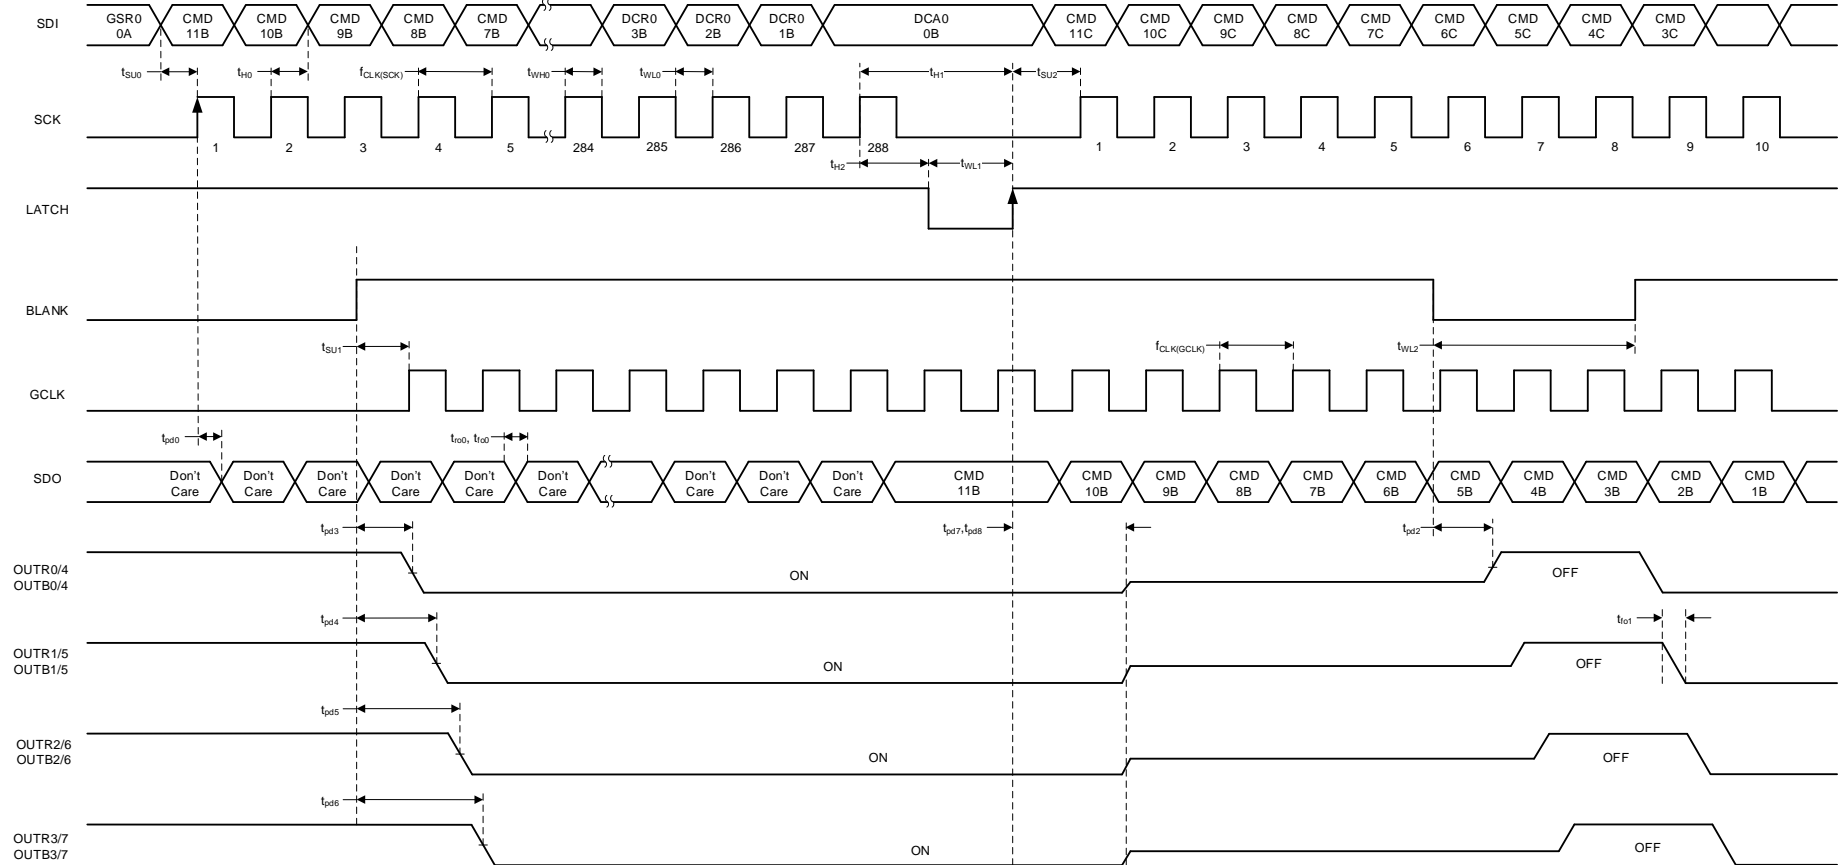 SDI
GSR0 0A
CMD 11B
CMD 10B
CMD 9B
CMD 8B
CMD 7B
DCR0 3B
DCR0 2B
DCR0 1B
DCA0 0B
CMD 11C
CMD 10C
CMD 9C
CMD 8C
CMD 7C
CMD 6C
CMD 5C
CMD 4C
CMD 3C
tSU0
tH0
fCLK(SCK)
tWH0
tWL0
tH1
tSU2
SCK
1 2 3 4 5 284 285 286 287 288 1 2 3 4 5 6 7 8 9 10
tH2
tWL1
LATCH
BLANK
tSU1
fCLK(GCLK)
tWL2
GCLK
tpd0
tro0, tfo0
SDO
Don't Care
Don't Care
Don't Care
Don't Care
Don't Care
Don't Care
Don't Care
Don't Care
Don't Care
CMD 11B
CMD 10B
CMD 9B
CMD 8B
CMD 7B
CMD 6B
CMD 5B
CMD 4B
CMD 3B
CMD 2B
CMD 1B
tpd3
tpd7,tpd8
tpd2
OUTR0/4
OUTB0/4
ON
OFF
tpd4
tfo1
OUTR1/5
OUTB1/5
ON
OFF
tpd5
OUTR2/6
OUTB2/6
ON
OFF
tpd6
OUTR3/7
OUTB3/7
ON
OFF